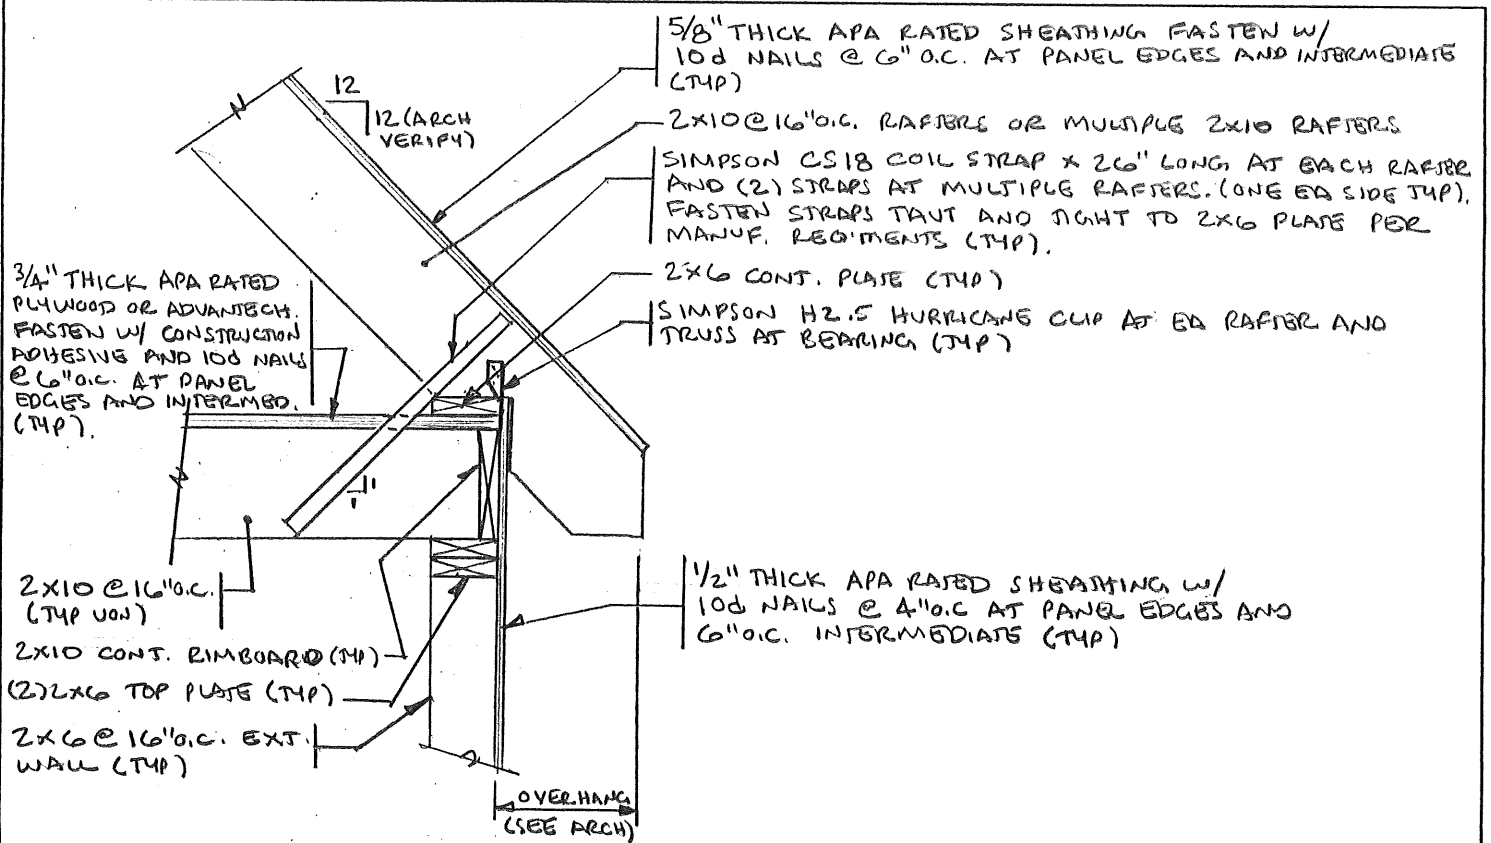 5/8" THICK APA RATED SHEATHING FASTEN W/
10d NAILS @ 6" O.C. AT PANEL EDGES AND INTERMEDIATE
(TYP)
12
12 (ARCH
VERIFY)
2X10 @ 16" O.C. RAFTERS OR MULTIPLE 2X10 RAFTERS
SIMPSON CS18 COIL STRAP X 26" LONG AT EACH RAFTER
AND (2) STRAPS AT MULTIPLE RAFTERS. (ONE EA SIDE TYP).
FASTEN STRAPS TAUT AND TIGHT TO 2X6 PLATE PER
MANUF. REQ'MENTS (TYP).
2X6 CONT. PLATE (TYP)
SIMPSON H2.5 HURRICANE CLIP AT EA RAFTER AND
TRUSS AT BEARING (TYP)
3/4" THICK APA RATED
PLYWOOD OR ADVANTECH.
FASTEN W/ CONSTRUCTION
ADHESIVE AND 10d NAILS
@ 6" O.C. AT PANEL
EDGES AND INTERMED.
(TYP).
1
1
2X10 @ 16" O.C.
(TYP UON)
2X10 CONT. RIMBOARD (TYP)
(2) 2X6 TOP PLATE (TYP)
2X6 @ 16" O.C. EXT.
WALL (TYP)
1/2" THICK APA RATED SHEATHING W/
10d NAILS @ 4" O.C AT PANEL EDGES AND
6" O.C. INTERMEDIATE (TYP)
OVERHANG
(SEE ARCH)